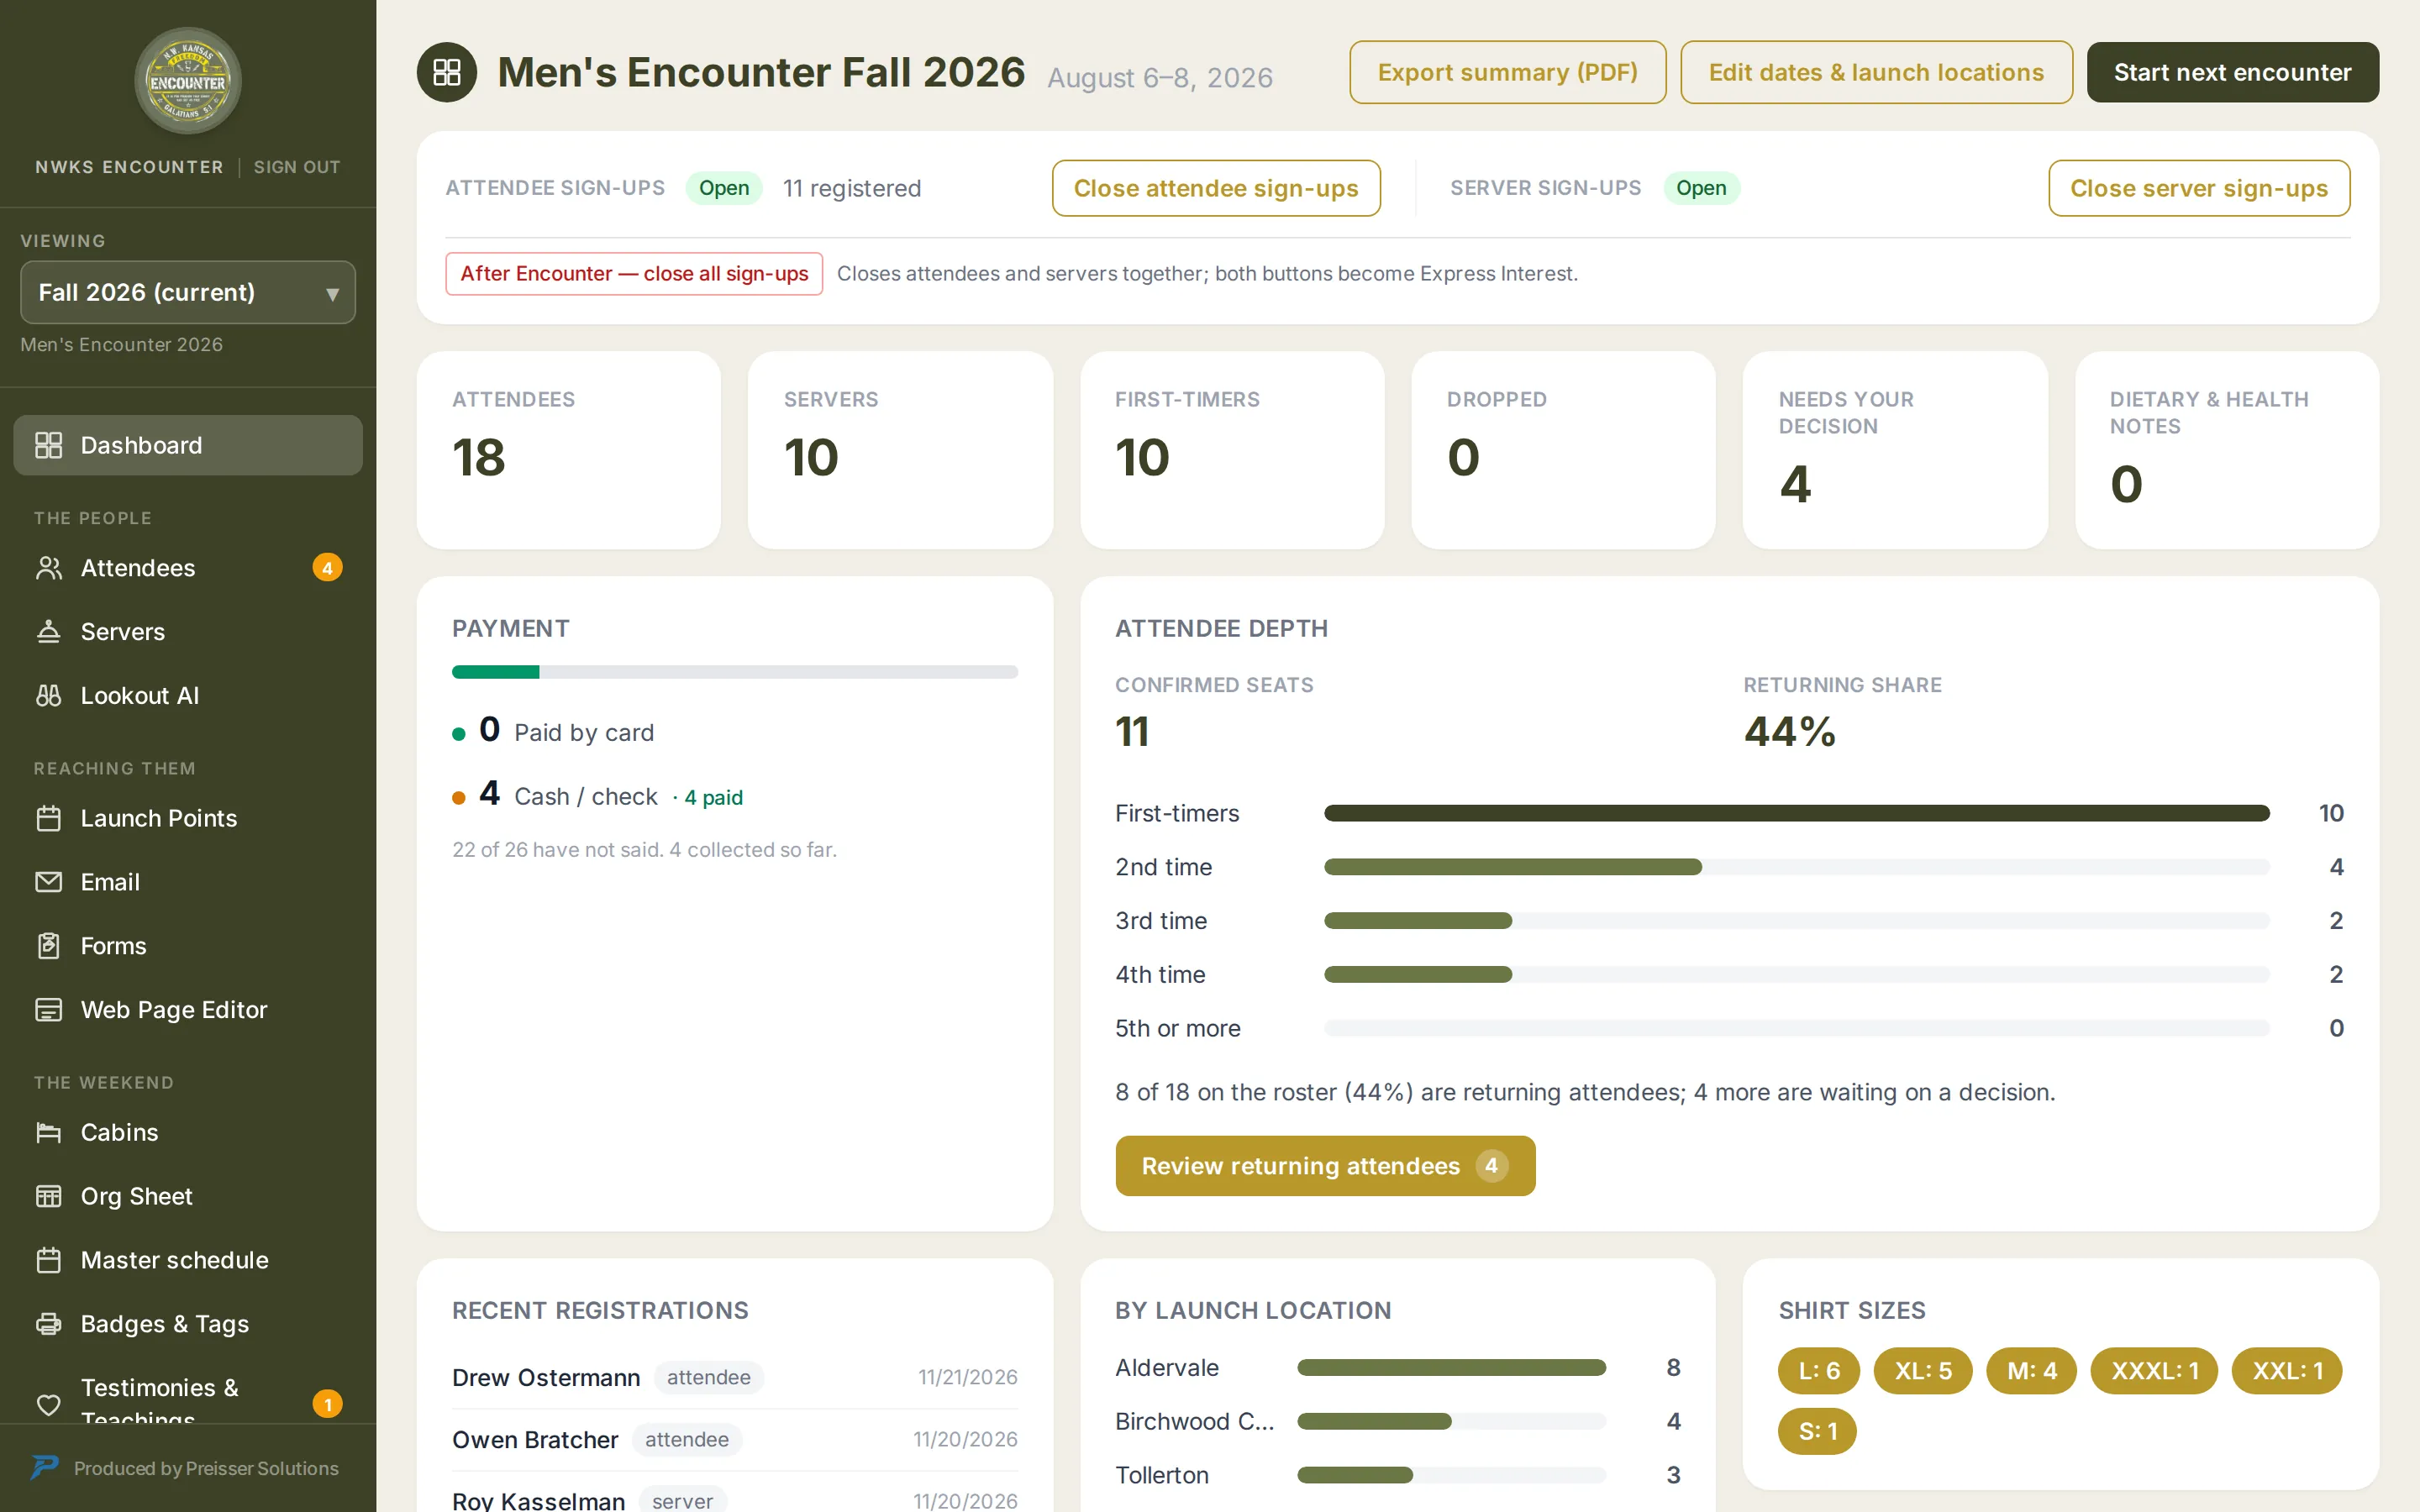 N.W. KANSAS
FREEDOM
ENCOUNTER
GALATIANS 5:1
NWKS ENCOUNTER | SIGN OUT
VIEWING
Fall 2026 (current)
Men's Encounter 2026
Dashboard
THE PEOPLE
Attendees 4
Servers
Lookout AI
REACHING THEM
Launch Points
Email
Forms
Web Page Editor
THE WEEKEND
Cabins
Org Sheet
Master schedule
Badges & Tags
Testimonies &
Teachings 1
Produced by Preisser Solutions
Men's Encounter Fall 2026 August 6–8, 2026
Export summary (PDF) Edit dates & launch locations Start next encounter
ATTENDEE SIGN-UPS Open 11 registered Close attendee sign-ups SERVER SIGN-UPS Open Close server sign-ups
After Encounter — close all sign-ups Closes attendees and servers together; both buttons become Express Interest.
ATTENDEES
18
SERVERS
10
FIRST-TIMERS
10
DROPPED
0
NEEDS YOUR
DECISION
4
DIETARY & HEALTH
NOTES
0
PAYMENT
0 Paid by card
4 Cash / check · 4 paid
22 of 26 have not said. 4 collected so far.
ATTENDEE DEPTH
CONFIRMED SEATS
11
RETURNING SHARE
44%
First-timers 10
2nd time 4
3rd time 2
4th time 2
5th or more 0
8 of 18 on the roster (44%) are returning attendees; 4 more are waiting on a decision.
Review returning attendees 4
RECENT REGISTRATIONS
Drew Ostermann attendee 11/21/2026
Owen Bratcher attendee 11/20/2026
Roy Kasselman server 11/20/2026
BY LAUNCH LOCATION
Aldervale 8
Birchwood C... 4
Tollerton 3
SHIRT SIZES
L: 6 XL: 5 M: 4 XXXL: 1 XXL: 1
S: 1